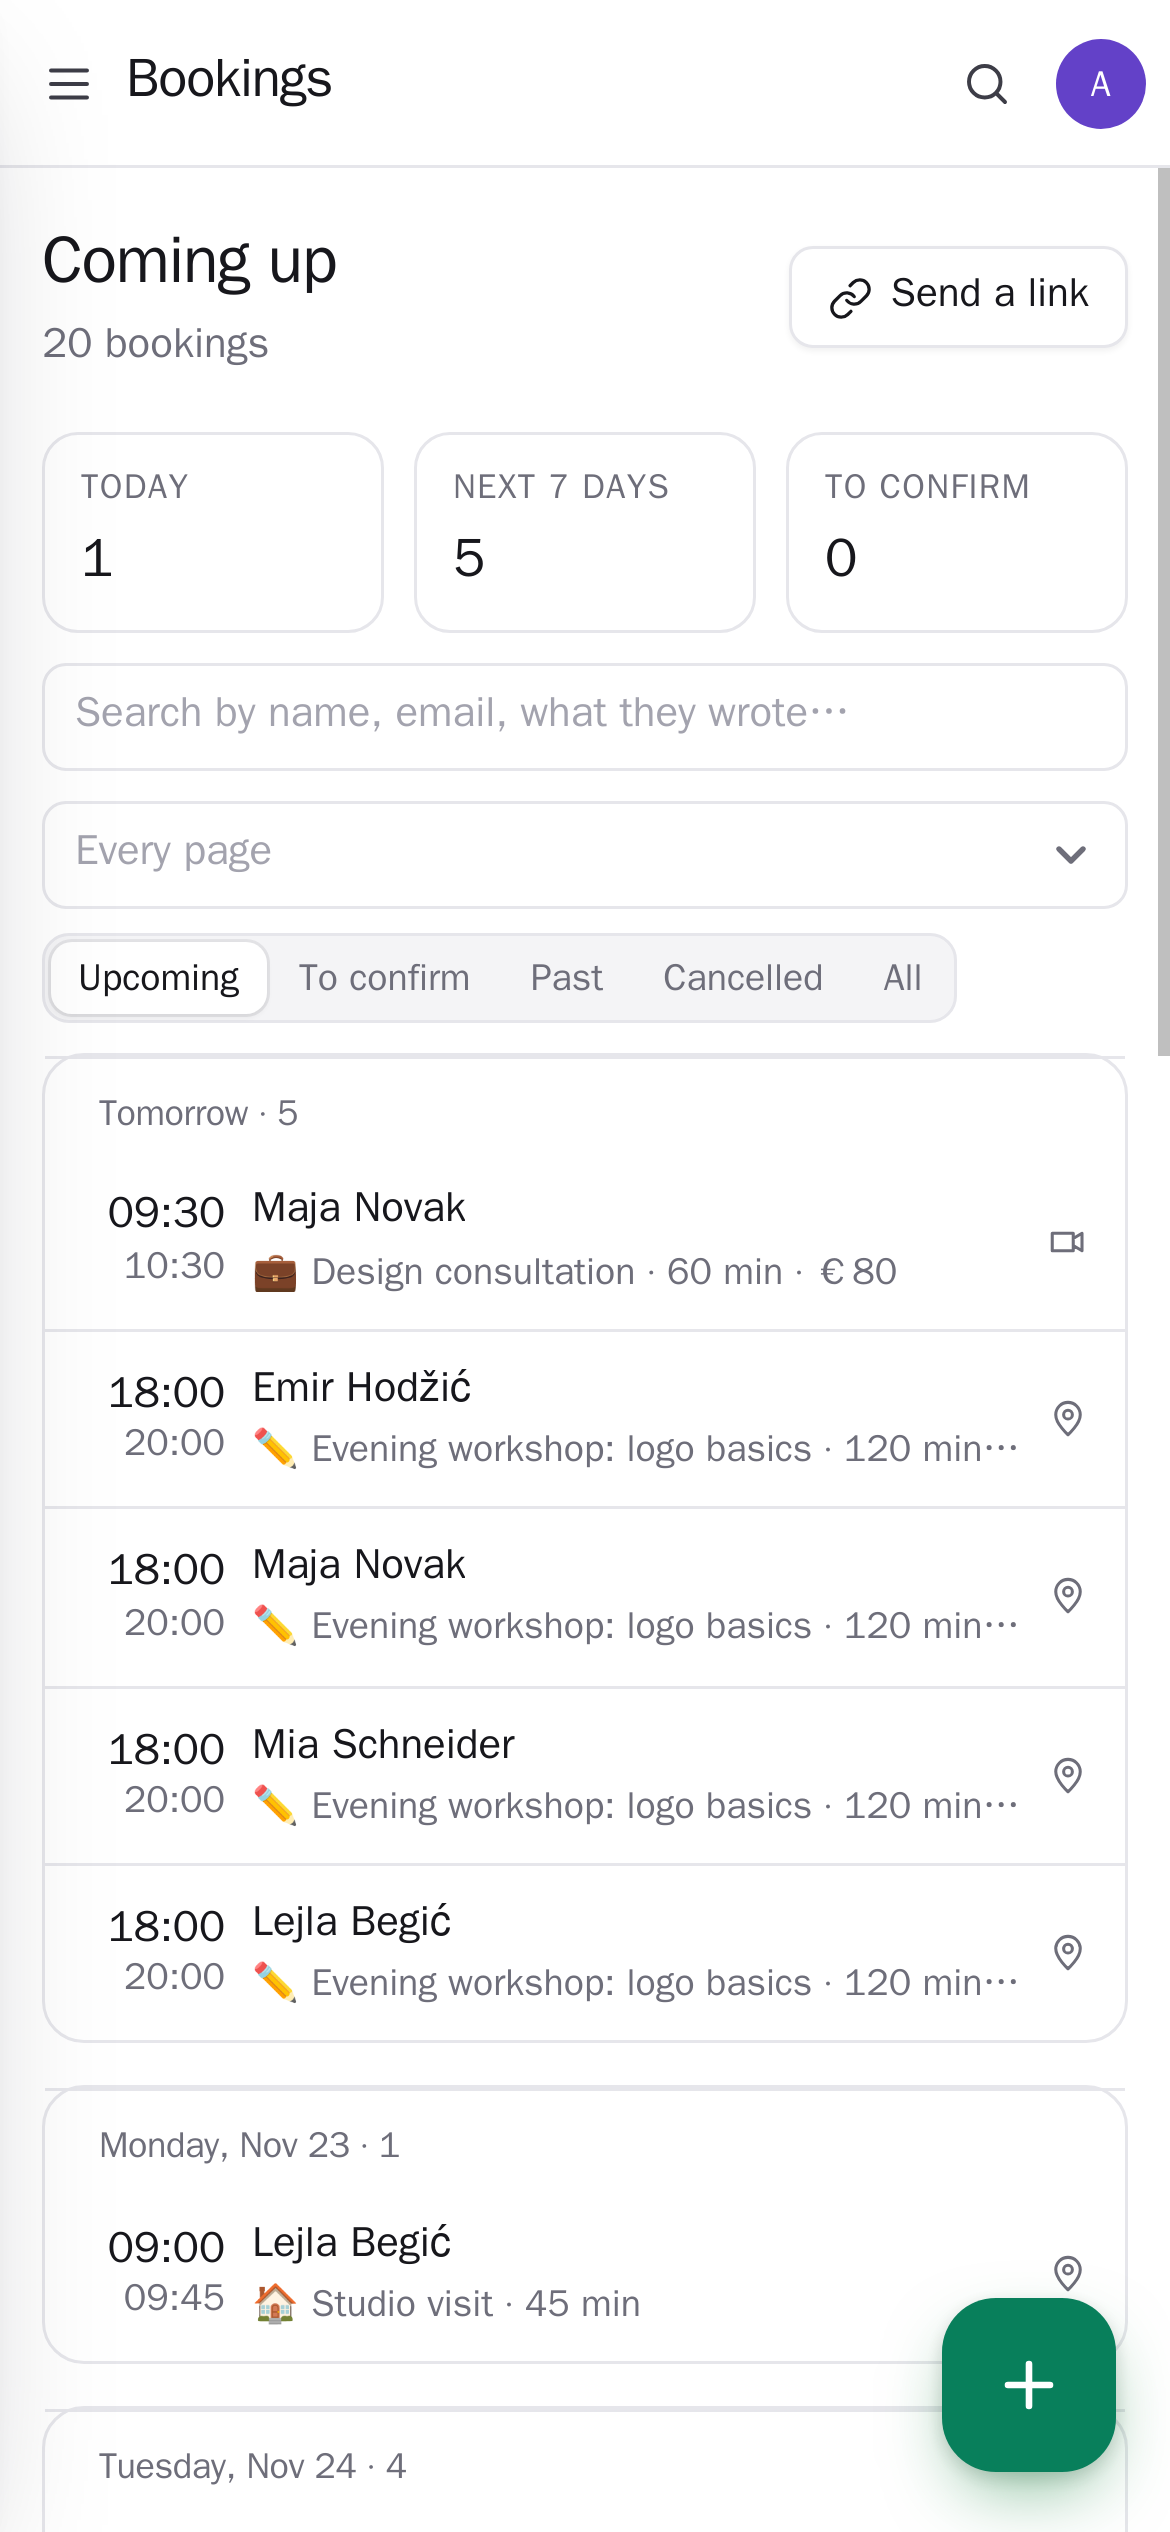 Bookings
A
Coming up
20 bookings
Send a link
TODAY
1
NEXT 7 DAYS
5
TO CONFIRM
0
Search by name, email, what they wrote…
Every page
Upcoming
To confirm
Past
Cancelled
All
Tomorrow · 5
09:30 Maja Novak
10:30 💼 Design consultation · 60 min · € 80
18:00 Emir Hodžić
20:00 ✏️ Evening workshop: logo basics · 120 min…
18:00 Maja Novak
20:00 ✏️ Evening workshop: logo basics · 120 min…
18:00 Mia Schneider
20:00 ✏️ Evening workshop: logo basics · 120 min…
18:00 Lejla Begić
20:00 ✏️ Evening workshop: logo basics · 120 min…
Monday, Nov 23 · 1
09:00 Lejla Begić
09:45 🏠 Studio visit · 45 min
Tuesday, Nov 24 · 4